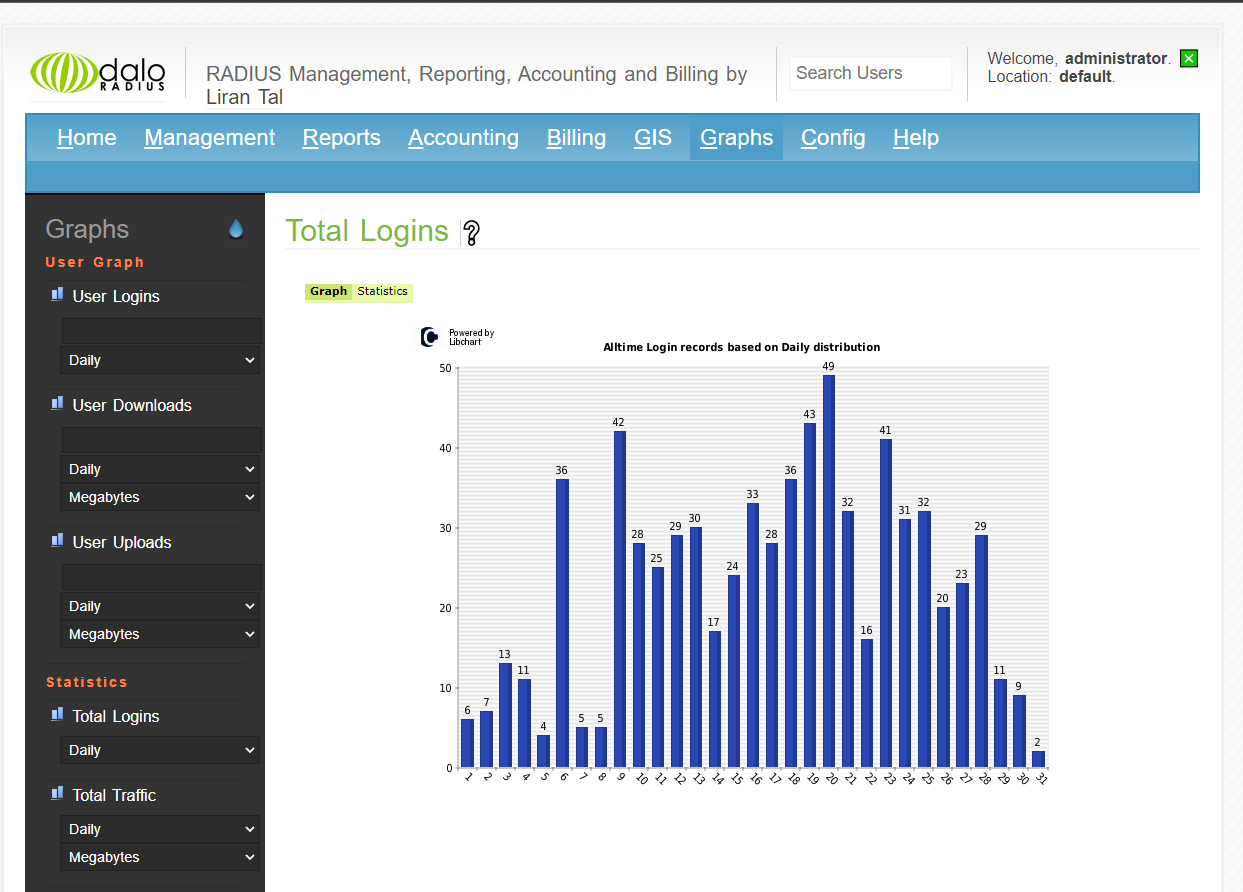 dalo
RADIUS
RADIUS Management, Reporting, Accounting and Billing by
Liran Tal
Search Users
Welcome, administrator.
Location: default.
Home Management Reports Accounting Billing GIS Graphs Config Help
Graphs
User Graph
User Logins
Daily
User Downloads
Daily
Megabytes
User Uploads
Daily
Megabytes
Statistics
Total Logins
Daily
Total Traffic
Daily
Megabytes
Total Logins
Graph Statistics
Powered by
Libchart
Alltime Login records based on Daily distribution
50
40
30
20
10
0
6 7 13 11 4 36 5 5 42 28 25 29 30 17 24 33 28 36 43 49 32 16 41 31 32 20 23 29 11 9 2
1 2 3 4 5 6 7 8 9 10 11 12 13 14 15 16 17 18 19 20 21 22 23 24 25 26 27 28 29 30 31